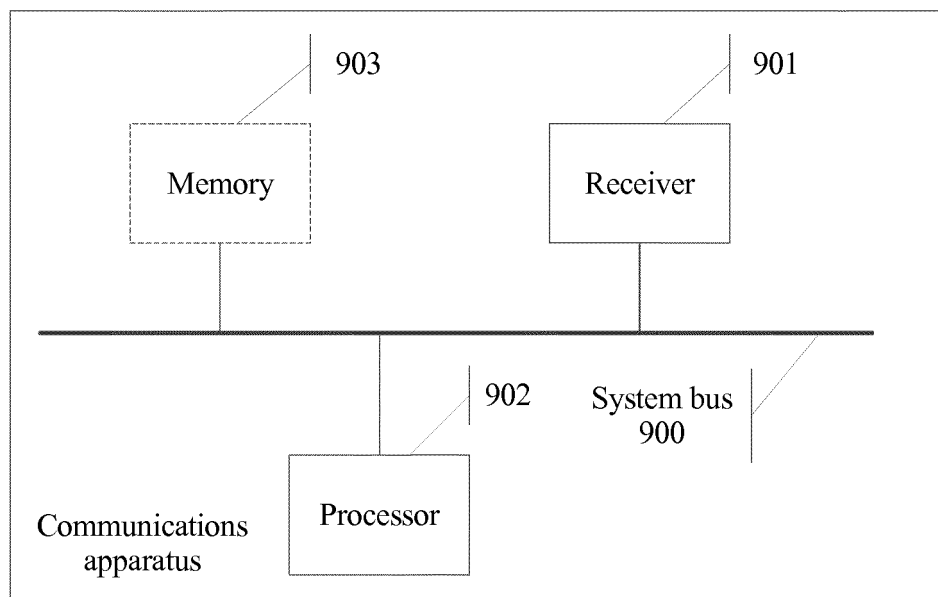 903
901
Memory
Receiver
902
System bus
900
Processor
Communications
apparatus